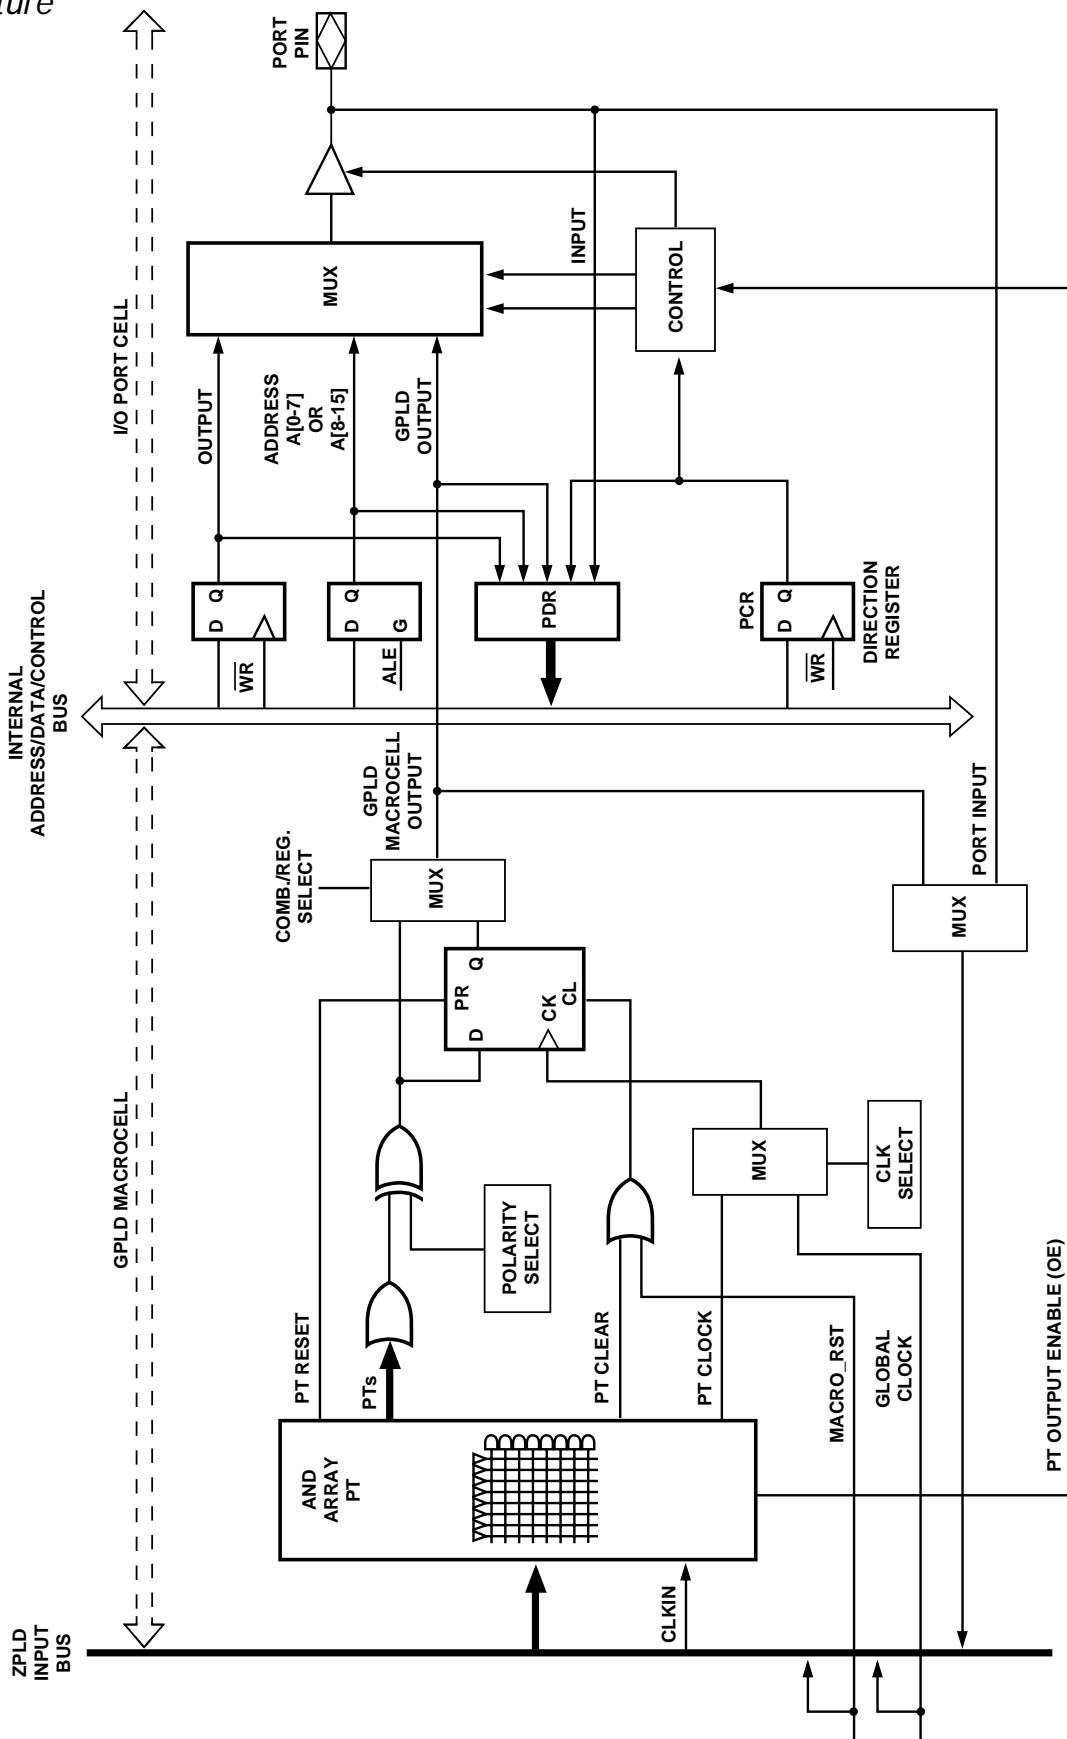 ture
PORT
PIN
I/O PORT CELL
MUX
INPUT
CONTROL
OUTPUT
ADDRESS
A[0-7]
OR
A[8-15]
GPLD
OUTPUT
D Q
WR
D Q
G
ALE
PDR
PCR
D Q
WR
DIRECTION
REGISTER
INTERNAL
ADDRESS/DATA/CONTROL
BUS
GPLD
MACROCELL
OUTPUT
PORT INPUT
COMB./REG.
SELECT
MUX
MUX
PR
Q
D
CK
CL
GPLD MACROCELL
MUX
CLK
SELECT
POLARITY
SELECT
PT RESET
PTs
PT CLEAR
PT CLOCK
MACRO_RST
GLOBAL
CLOCK
PT OUTPUT ENABLE (OE)
AND
ARRAY
PT
CLKIN
ZPLD
INPUT
BUS